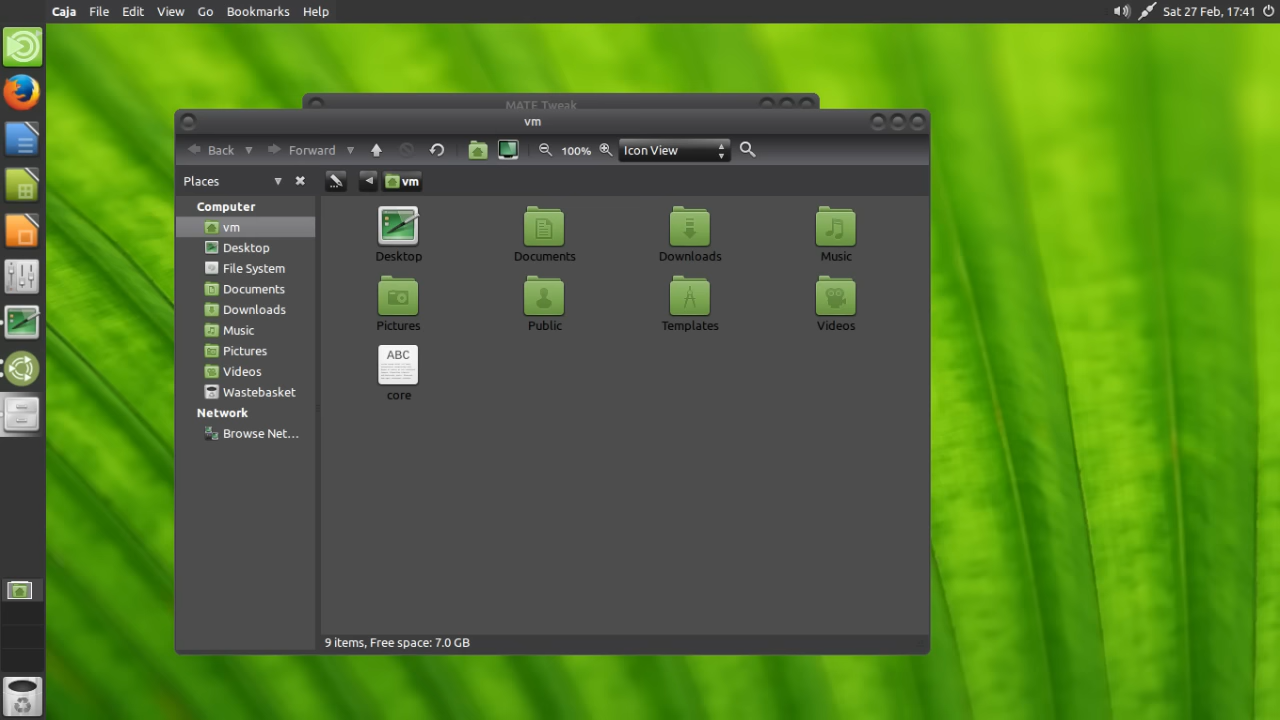 Caja File Edit View Go Bookmarks Help Sat 27 Feb, 17:41
MATE Tweak
vm
Back Forward 100% Icon View
Places vm
Computer
vm
Desktop
File System
Documents
Downloads
Music
Pictures
Videos
Wastebasket
Network
Browse Net...
Desktop Documents Downloads Music
Pictures Public Templates Videos
ABC
core
9 items, Free space: 7.0 GB